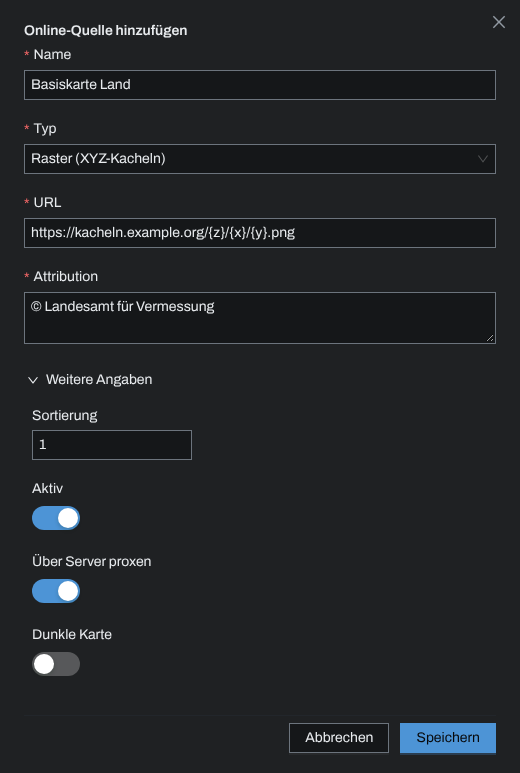 Online-Quelle hinzufügen
* Name
Basiskarte Land
* Typ
Raster (XYZ-Kacheln)
* URL
https://kacheln.example.org/{z}/{x}/{y}.png
* Attribution
© Landesamt für Vermessung
Weitere Angaben
Sortierung
1
Aktiv
Über Server proxen
Dunkle Karte
Abbrechen
Speichern